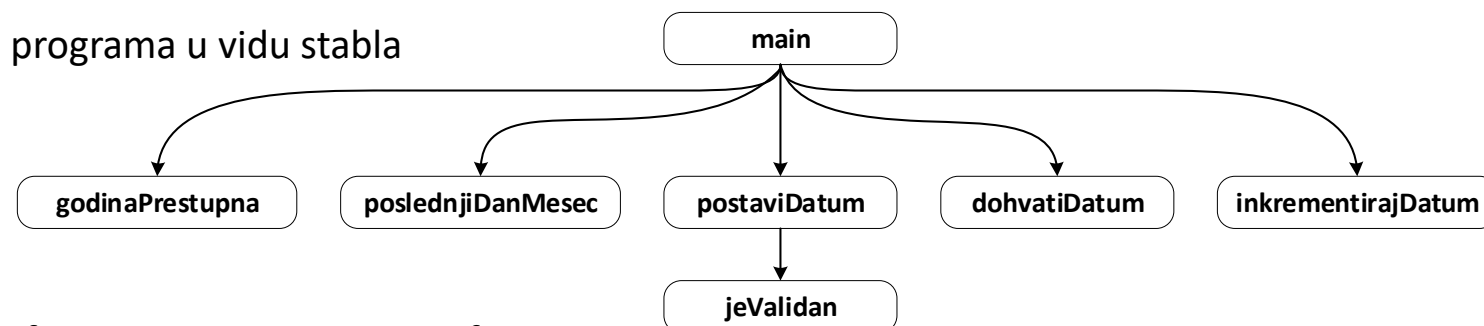 programa u vidu stabla
main
godinaPrestupna
poslednjiDanMesec
postaviDatum
dohvatiDatum
inkrementirajDatum
jeValidan